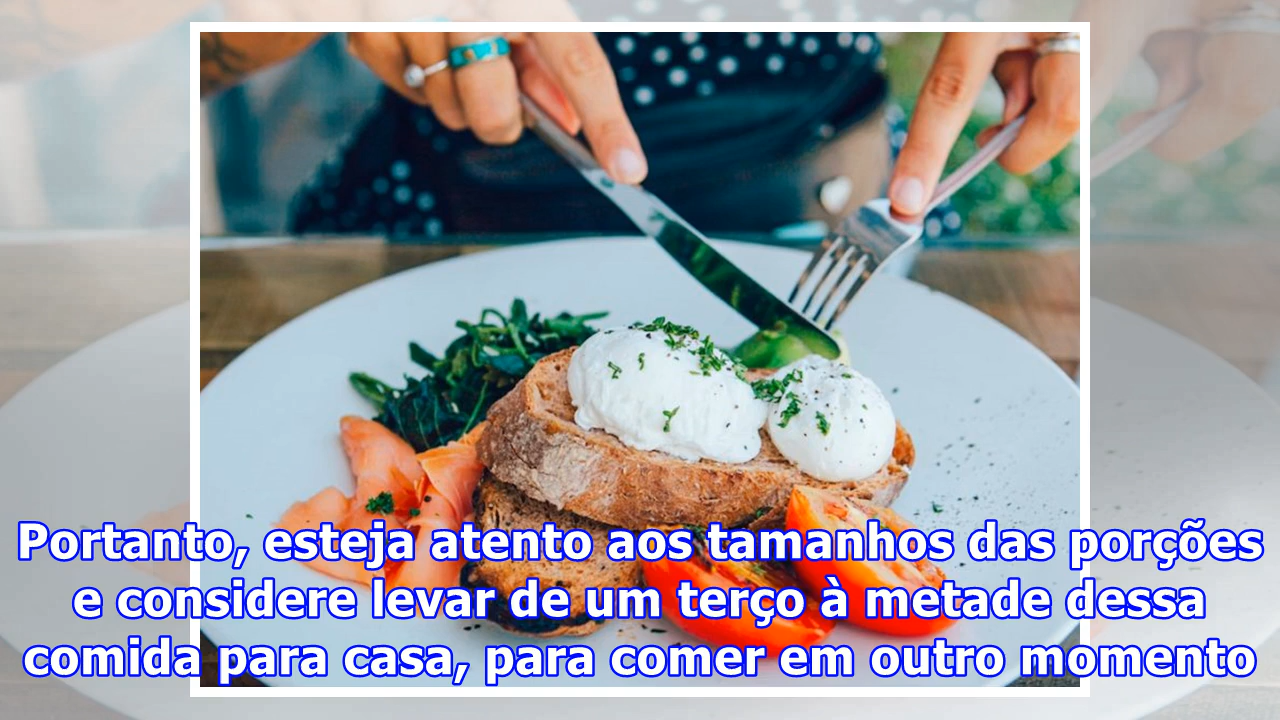 Portanto, esteja atento aos tamanhos das porções
e considere levar de um terço à metade dessa
comida para casa, para comer em outro momento